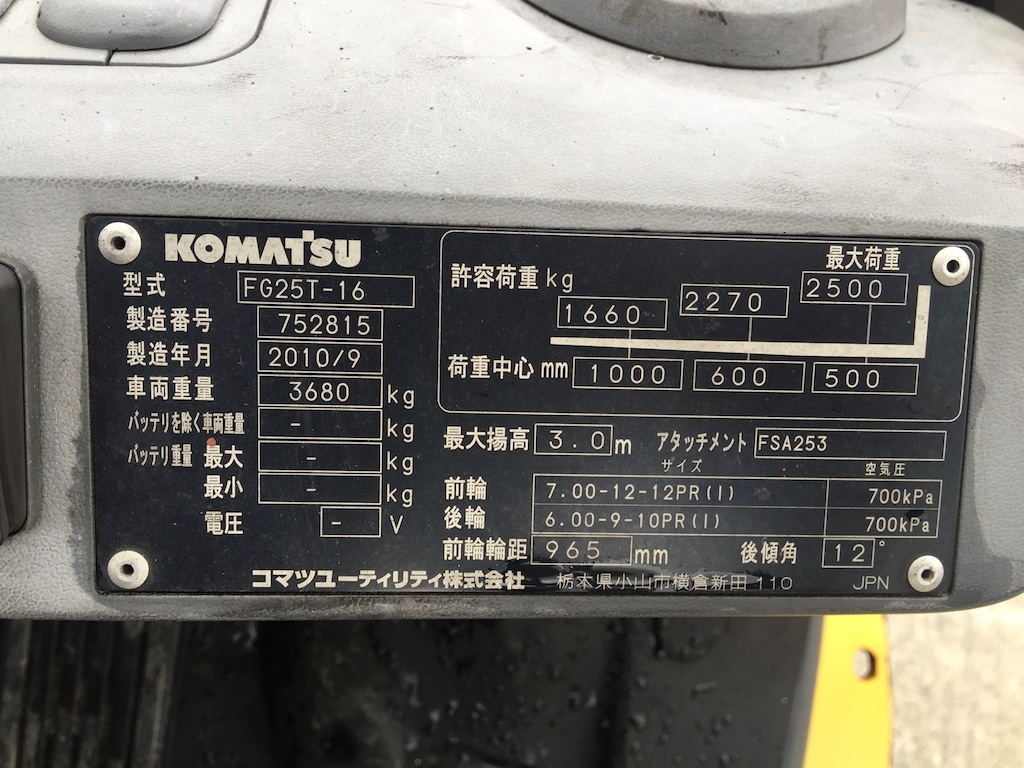 KOMATSU
型式 FG25T-16
製造番号 752815
製造年月 2010/9
車両重量 3680 kg
バッテリを除く車両重量 - kg
バッテリ重量 最大 - kg
最小 - kg
電圧 - V
最大荷重
許容荷重 kg 1660 2270 2500
荷重中心 mm 1000 600 500
最大揚高 3.0 m アタッチメント FSA253
サイズ 空気圧
前輪 7.00-12-12PR(I) 700kPa
後輪 6.00-9-10PR(I) 700kPa
前輪輪距 965 mm 後傾角 12°
コマツユーティリティ株式会社 栃木県小山市横倉新田110 JPN